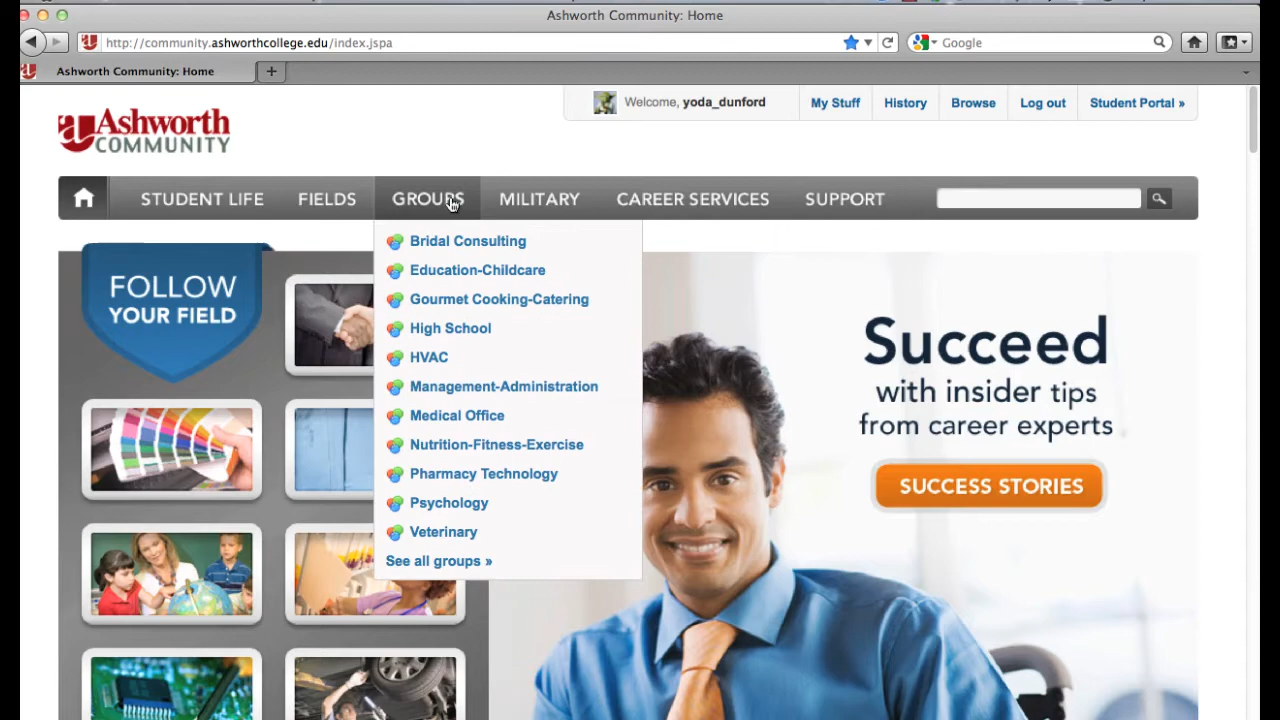 Ashworth Community: Home
http://community.ashworthcollege.edu/index.jspa
Google
Ashworth Community: Home
Ashworth
COMMUNITY
Welcome, yoda_dunford
My Stuff
History
Browse
Log out
Student Portal »
STUDENT LIFE
FIELDS
GROUPS
MILITARY
CAREER SERVICES
SUPPORT
FOLLOW
YOUR FIELD
Bridal Consulting
Education-Childcare
Gourmet Cooking-Catering
High School
HVAC
Management-Administration
Medical Office
Nutrition-Fitness-Exercise
Pharmacy Technology
Psychology
Veterinary
See all groups »
Succeed
with insider tips
from career experts
SUCCESS STORIES